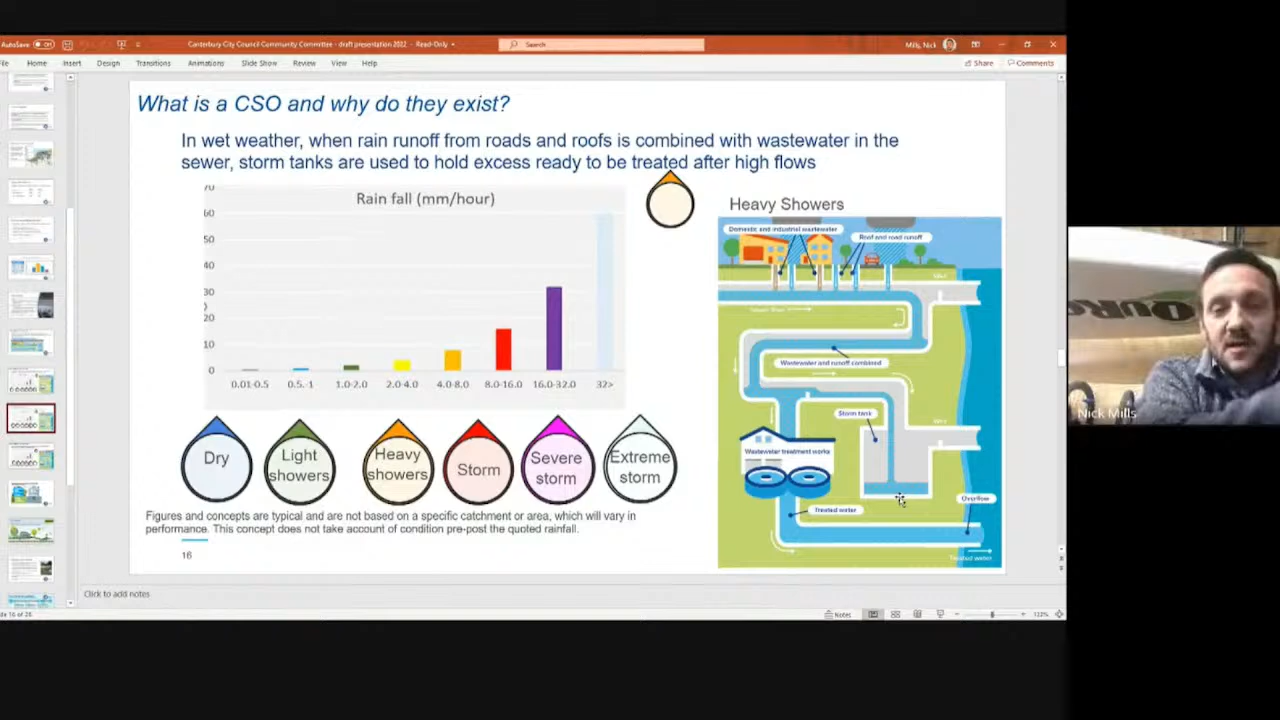 AutoSave Off
Canterbury City Council Community Committee - draft presentation 2022 - Read-Only
Search
Mills, Nick
File Home Insert Design Transitions Animations Slide Show Review View Help
Share Comments
What is a CSO and why do they exist?
In wet weather, when rain runoff from roads and roofs is combined with wastewater in the
sewer, storm tanks are used to hold excess ready to be treated after high flows
Rain fall (mm/hour)
70
60
50
40
30
20
10
0
0.01-0.5 0.5.-1 1.0-2.0 2.0-4.0 4.0-8.0 8.0-16.0 16.0-32.0 32>
Heavy Showers
Domestic and industrial wastewater
Roof and road runoff
Wastewater and runoff combined
Storm tank
Wastewater treatment works
Overflow
Treated water
Treated water
Dry
Light
showers
Heavy
showers
Storm
Severe
storm
Extreme
storm
Figures and concepts are typical and are not based on a specific catchment or area, which will vary in
performance. This concept does not take account of condition pre-post the quoted rainfall.
16
Click to add notes
Notes
Nick Mills